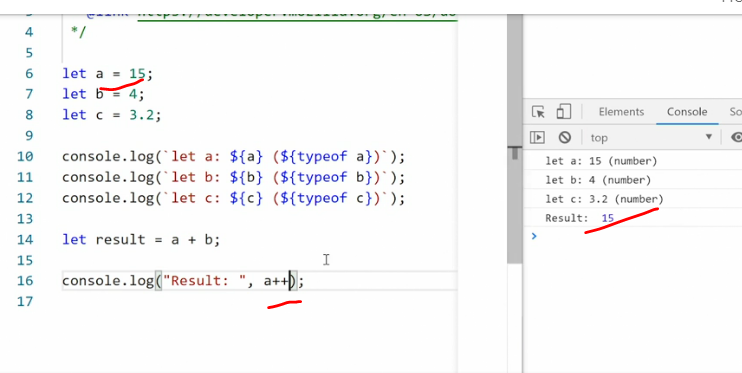 4 */
5
6 let a = 15;
7 let b = 4;
8 let c = 3.2;
9
10 console.log(`let a: ${a} (${typeof a})`);
11 console.log(`let b: ${b} (${typeof b})`);
12 console.log(`let c: ${c} (${typeof c})`);
13
14 let result = a + b;
15
16 console.log("Result: ", a++);
17
Elements Console So
top
let a: 15 (number)
let b: 4 (number)
let c: 3.2 (number)
Result: 15
>